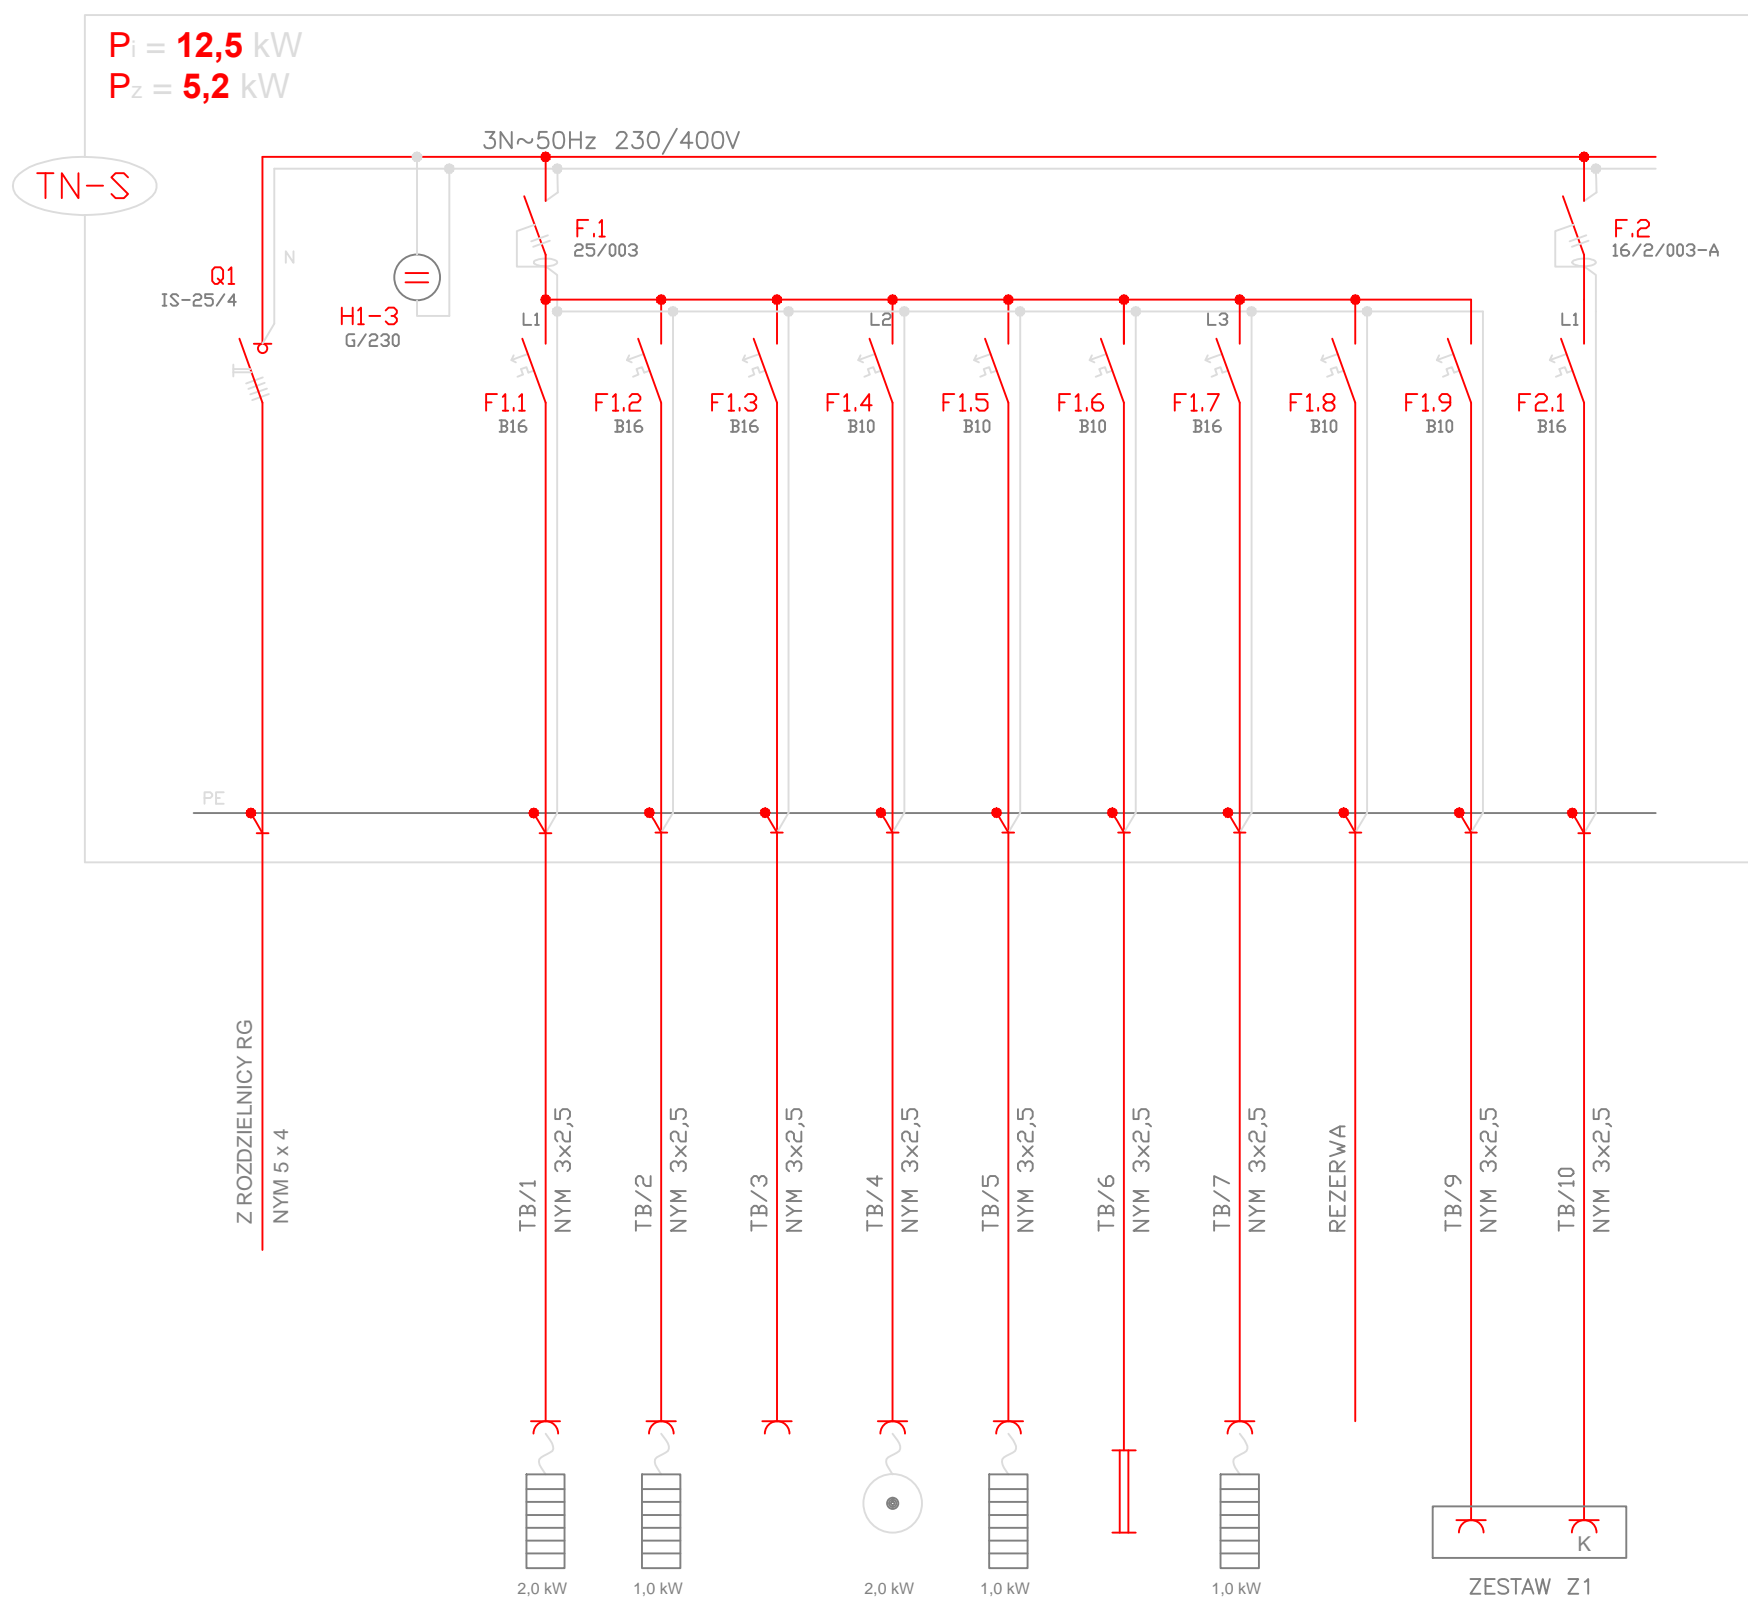 Pi = 12,5 kW
Pz = 5,2 kW
3N~50Hz 230/400V
TN-S
F.1
25/003
F.2
16/2/003-A
N
Q1
IS-25/4
H1-3
G/230
L1
L2
L3
L1
F1.1
B16
F1.2
B16
F1.3
B16
F1.4
B10
F1.5
B10
F1.6
B10
F1.7
B16
F1.8
B10
F1.9
B10
F2.1
B16
PE
Z ROZDZIELNICY RG
NYM 5 x 4
TB/1
NYM 3x2,5
TB/2
NYM 3x2,5
TB/3
NYM 3x2,5
TB/4
NYM 3x2,5
TB/5
NYM 3x2,5
TB/6
NYM 3x2,5
TB/7
NYM 3x2,5
REZERWA
TB/9
NYM 3x2,5
TB/10
NYM 3x2,5
K
2,0 kW
1,0 kW
2,0 kW
1,0 kW
1,0 kW
ZESTAW Z1